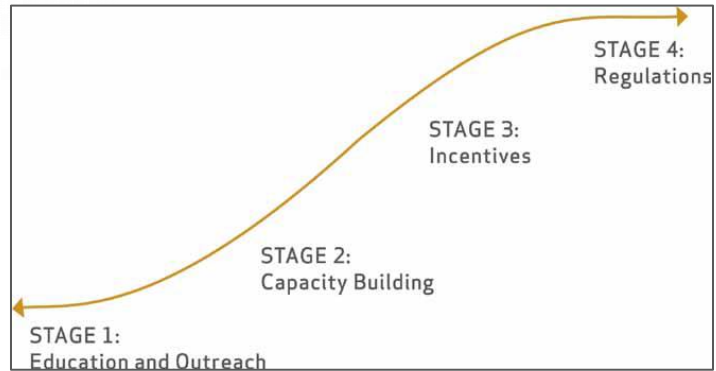 STAGE 4:
Regulations
STAGE 3:
Incentives
STAGE 2:
Capacity Building
STAGE 1:
Education and Outreach